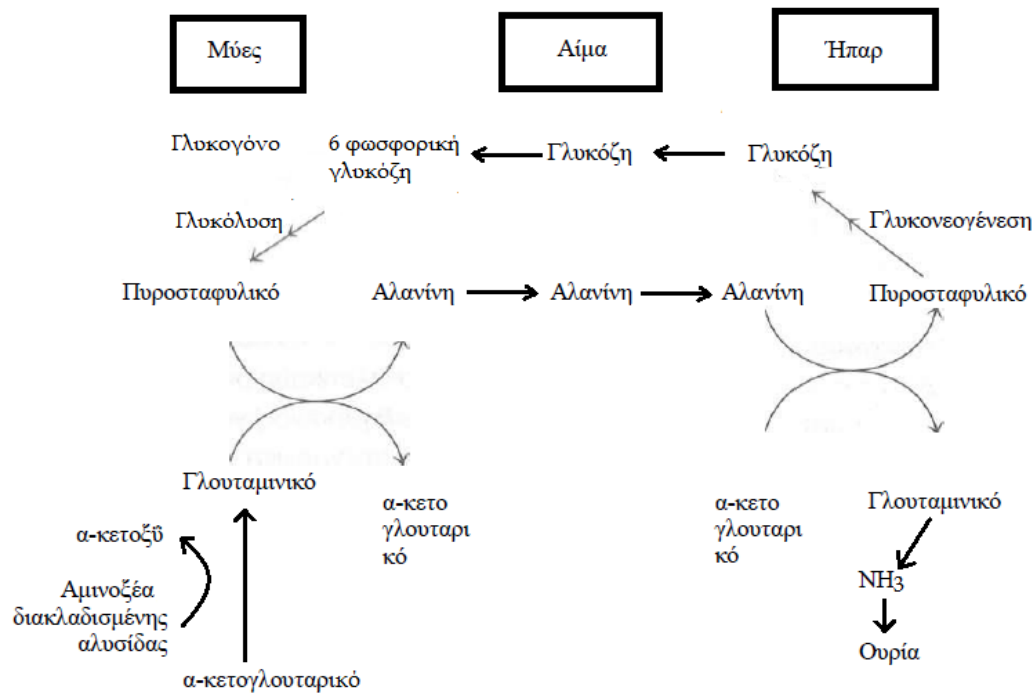 Μύες
Αίμα
Ήπαρ
Γλυκογόνο
6 φωσφορική
γλυκόζη
Γλυκόζη
Γλυκόζη
Γλυκόλυση
Γλυκονεογένεση
Πυροσταφυλικό
Αλανίνη
Αλανίνη
Αλανίνη
Πυροσταφυλικό
Γλουταμινικό
α-κετο
γλουταρι
κό
α-κετο
γλουταρι
κό
Γλουταμινικό
α-κετοξΰ
Αμινοξέα
διακλαδισμένης
αλυσίδας
NH3
Ουρία
α-κετογλουταρικό